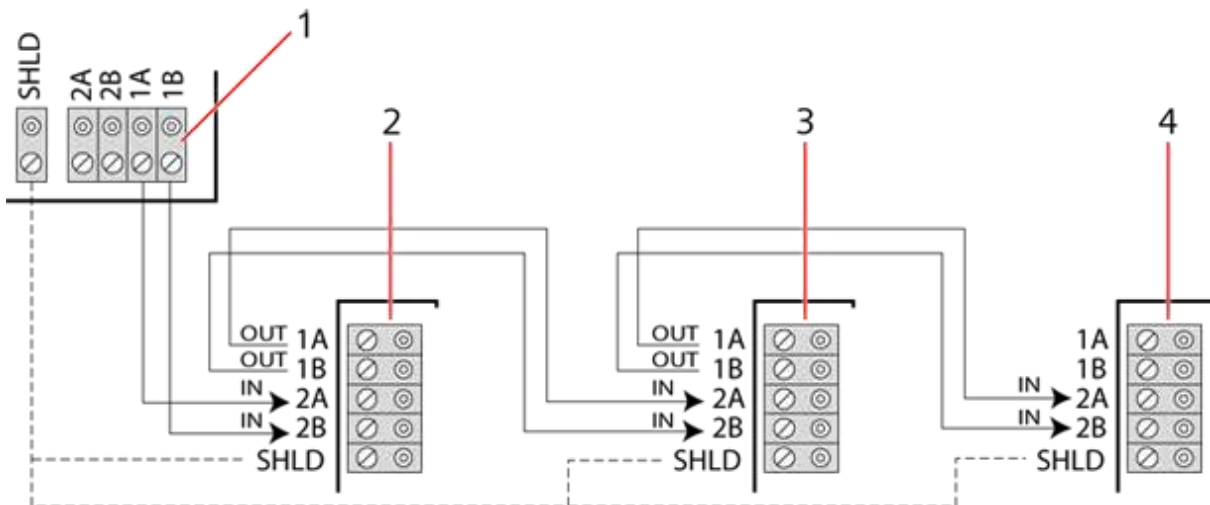 1
SHLD
2A
2B
1A
1B
2
3
4
OUT 1A
OUT 1B
IN 2A
IN 2B
SHLD
OUT 1A
OUT 1B
IN 2A
IN 2B
SHLD
1A
1B
IN 2A
IN 2B
SHLD